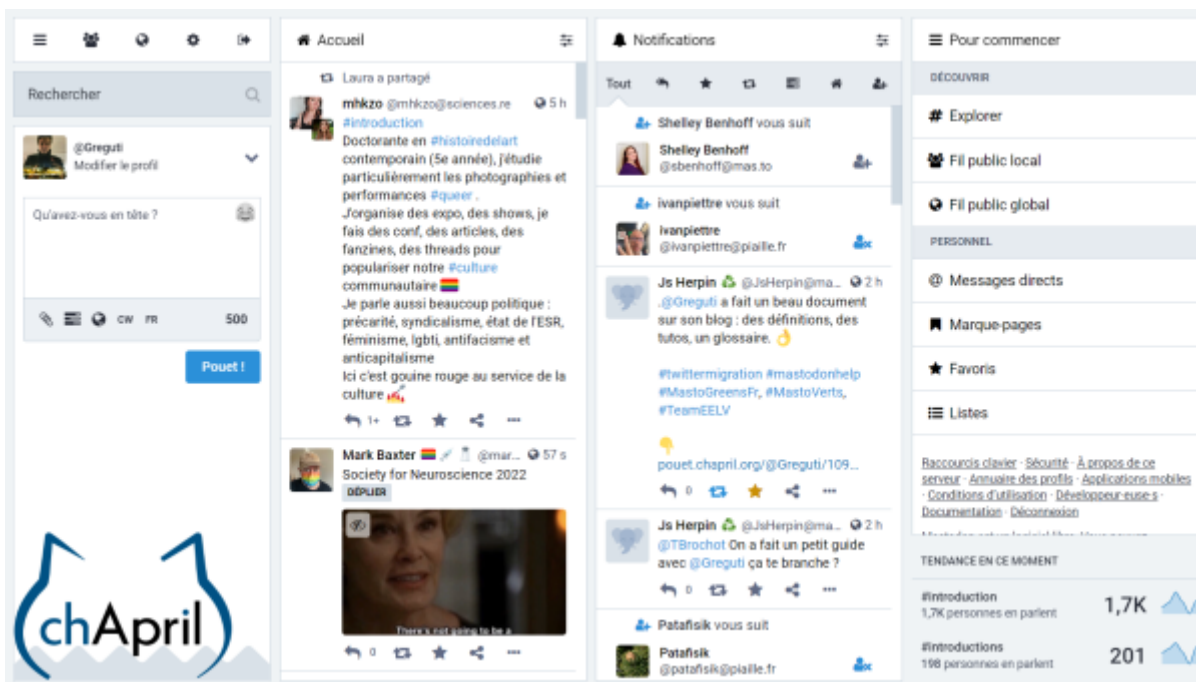 Rechercher
@Greguti
Modifier le profil
Qu'avez-vous en tête ?
CW FR 500
Pouet !
chApril
Accueil
Laura a partagé
mhkzo @mhkzo@sciences.re 5 h
#introduction
Doctorante en #histoiredelart
contemporain (5e année), j'étudie
particulièrement les photographies et
performances #queer .
J'organise des expo, des shows, je
fais des conf, des articles, des
fanzines, des threads pour
populariser notre #culture
communautaire 🏳️‍🌈
Je parle aussi beaucoup politique :
précarité, syndicalisme, état de l'ESR,
féminisme, lgbti, antifacisme et
anticapitalisme
Ici c'est gouine rouge au service de la
culture
1+
Mark Baxter 🏳️‍🌈 @mar... 57 s
Society for Neuroscience 2022
DÉPLIER
There's not going to be a
0
Notifications
Tout
Shelley Benhoff vous suit
Shelley Benhoff
@sbenhoff@mas.to
ivanpiettre vous suit
ivanpiettre
@ivanpiettre@piaille.fr
Js Herpin ♻️ @JsHerpin@ma... 2 h
.@Greguti a fait un beau document
sur son blog : des définitions, des
tutos, un glossaire. 👌
#twittermigration #mastodonhelp
#MastoGreensFr, #MastoVerts,
#TeamEELV
👇
pouet.chapril.org/@Greguti/109...
0
Js Herpin ♻️ @JsHerpin@ma... 2 h
@TBrochot On a fait un petit guide
avec @Greguti ça te branche ?
0
Patafisik vous suit
Patafisik
@patafisik@piaille.fr
Pour commencer
DÉCOUVRIR
# Explorer
Fil public local
Fil public global
PERSONNEL
@ Messages directs
Marque-pages
Favoris
Listes
Raccourcis clavier · Sécurité · À propos de ce
serveur · Annuaire des profils · Applications mobiles
· Conditions d'utilisation · Développeur·euse·s ·
Documentation · Déconnexion
TENDANCE EN CE MOMENT
#introduction
1,7K personnes en parlent 1,7K
#introductions
198 personnes en parlent 201